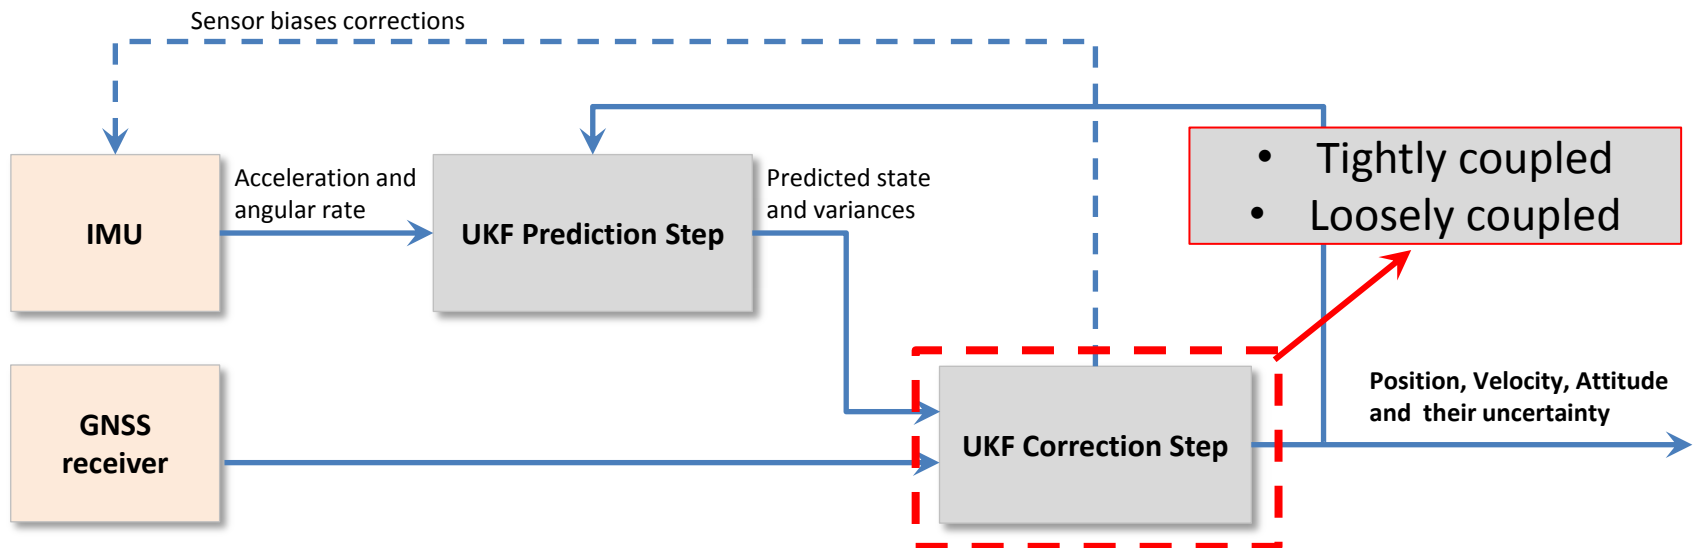 Sensor biases corrections
• Tightly coupled
• Loosely coupled
Acceleration and
angular rate
Predicted state
and variances
IMU
UKF Prediction Step
Position, Velocity, Attitude
and their uncertainty
GNSS
receiver
UKF Correction Step